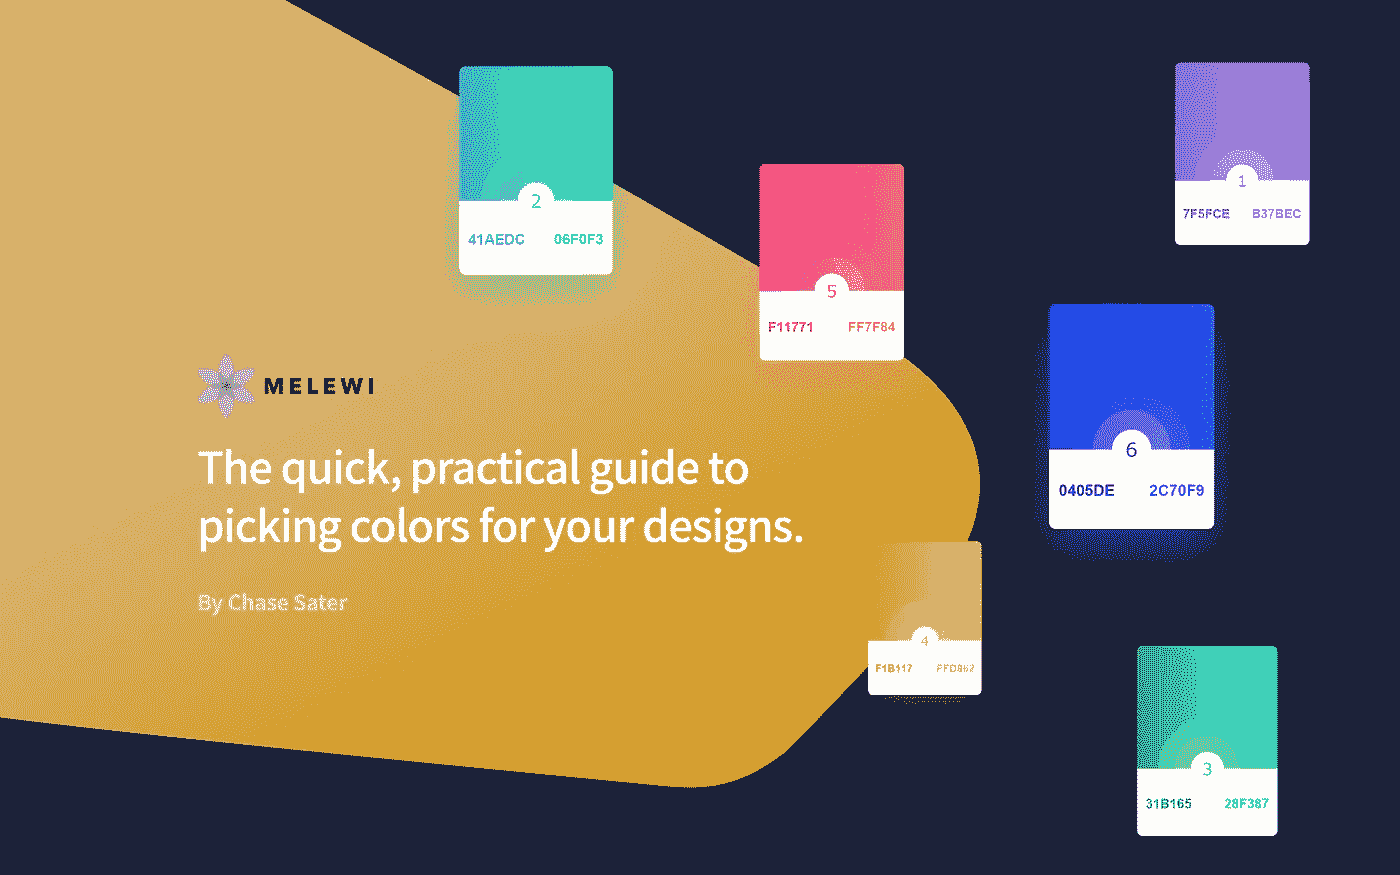 MELEWI
The quick, practical guide to
picking colors for your designs.
By Chase Sater
2
41AEDC 06F0F3
5
F11771 FF7F84
1
7F5FCE B37BEC
6
0405DE 2C70F9
4
F1B117
3
31B165 28F387